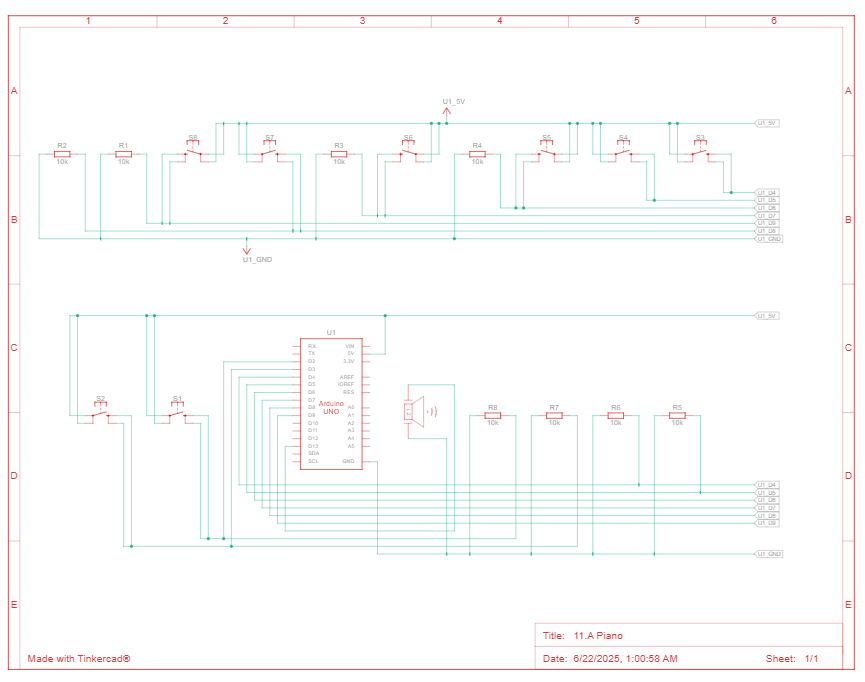 1 2 3 4 5 6
A A
U1_5V
U1_5V
R2 R1 S8 S7 R3 S6 R4 S5 S4 S3
10k 10k 10k 10k
U1_D4
U1_D5
U1_D6
B B
U1_D7
U1_D9
U1_D8
U1_GND
U1_GND
U1_5V
U1
C C
RX VIN
TX 5V
D2 3.3V
D3
D4 AREF
D5 IOREF
D6 RES
D7
D8 A0
D9 A1
D10 A2
D11 A3
D12 A4
D13 A5
SDA
SCL GND
Arduino
UNO
S2 S1 R8 R7 R6 R5
10k 10k 10k 10k
D D
U1_D4
U1_D5
U1_D6
U1_D7
U1_D8
U1_D9
U1_GND
E E
Title: 11.A Piano
Made with Tinkercad®
Date: 6/22/2025, 1:00:58 AM Sheet: 1/1